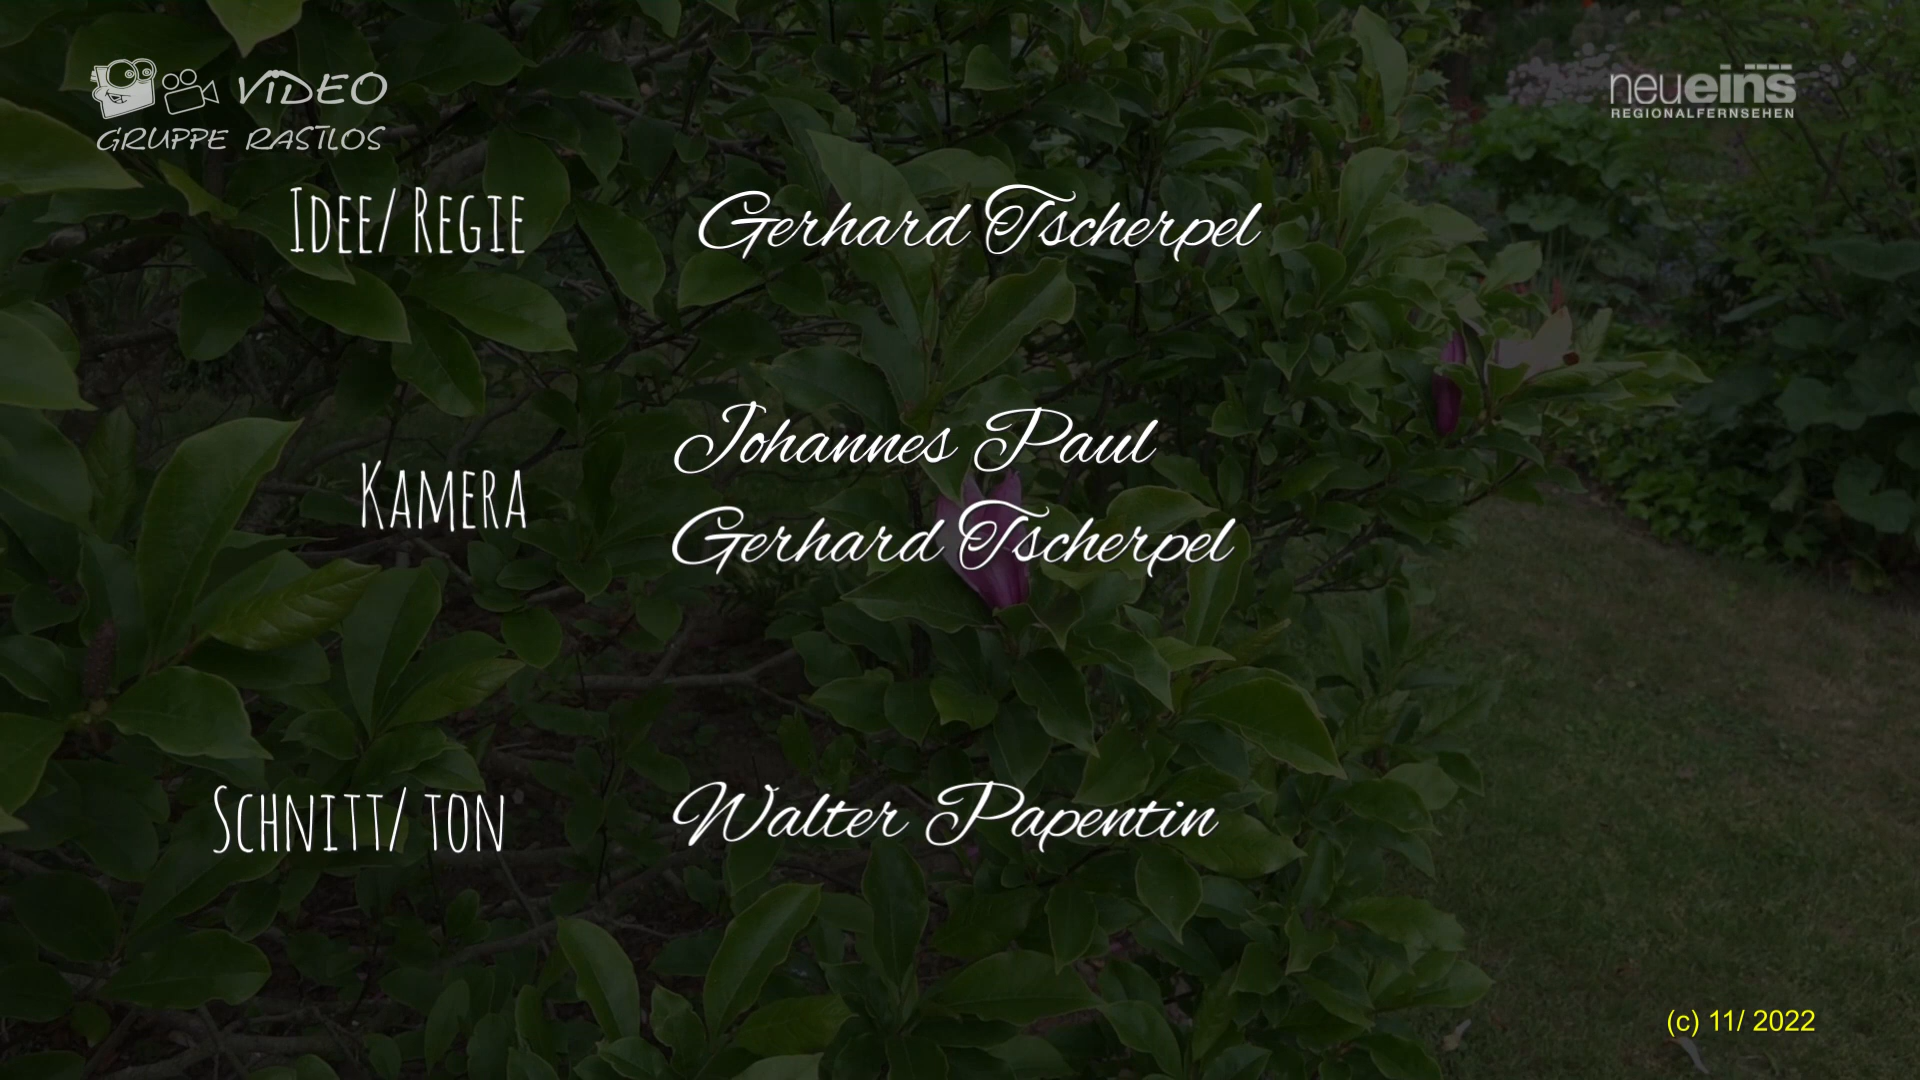 VIDEO
GRUPPE RASTLOS
neueins
REGIONALFERNSEHEN
IDEE/ REGIE Gerhard Tscherpel
KAMERA Johannes Paul
Gerhard Tscherpel
SCHNITT/ TON Walter Papentin
(c) 11/ 2022